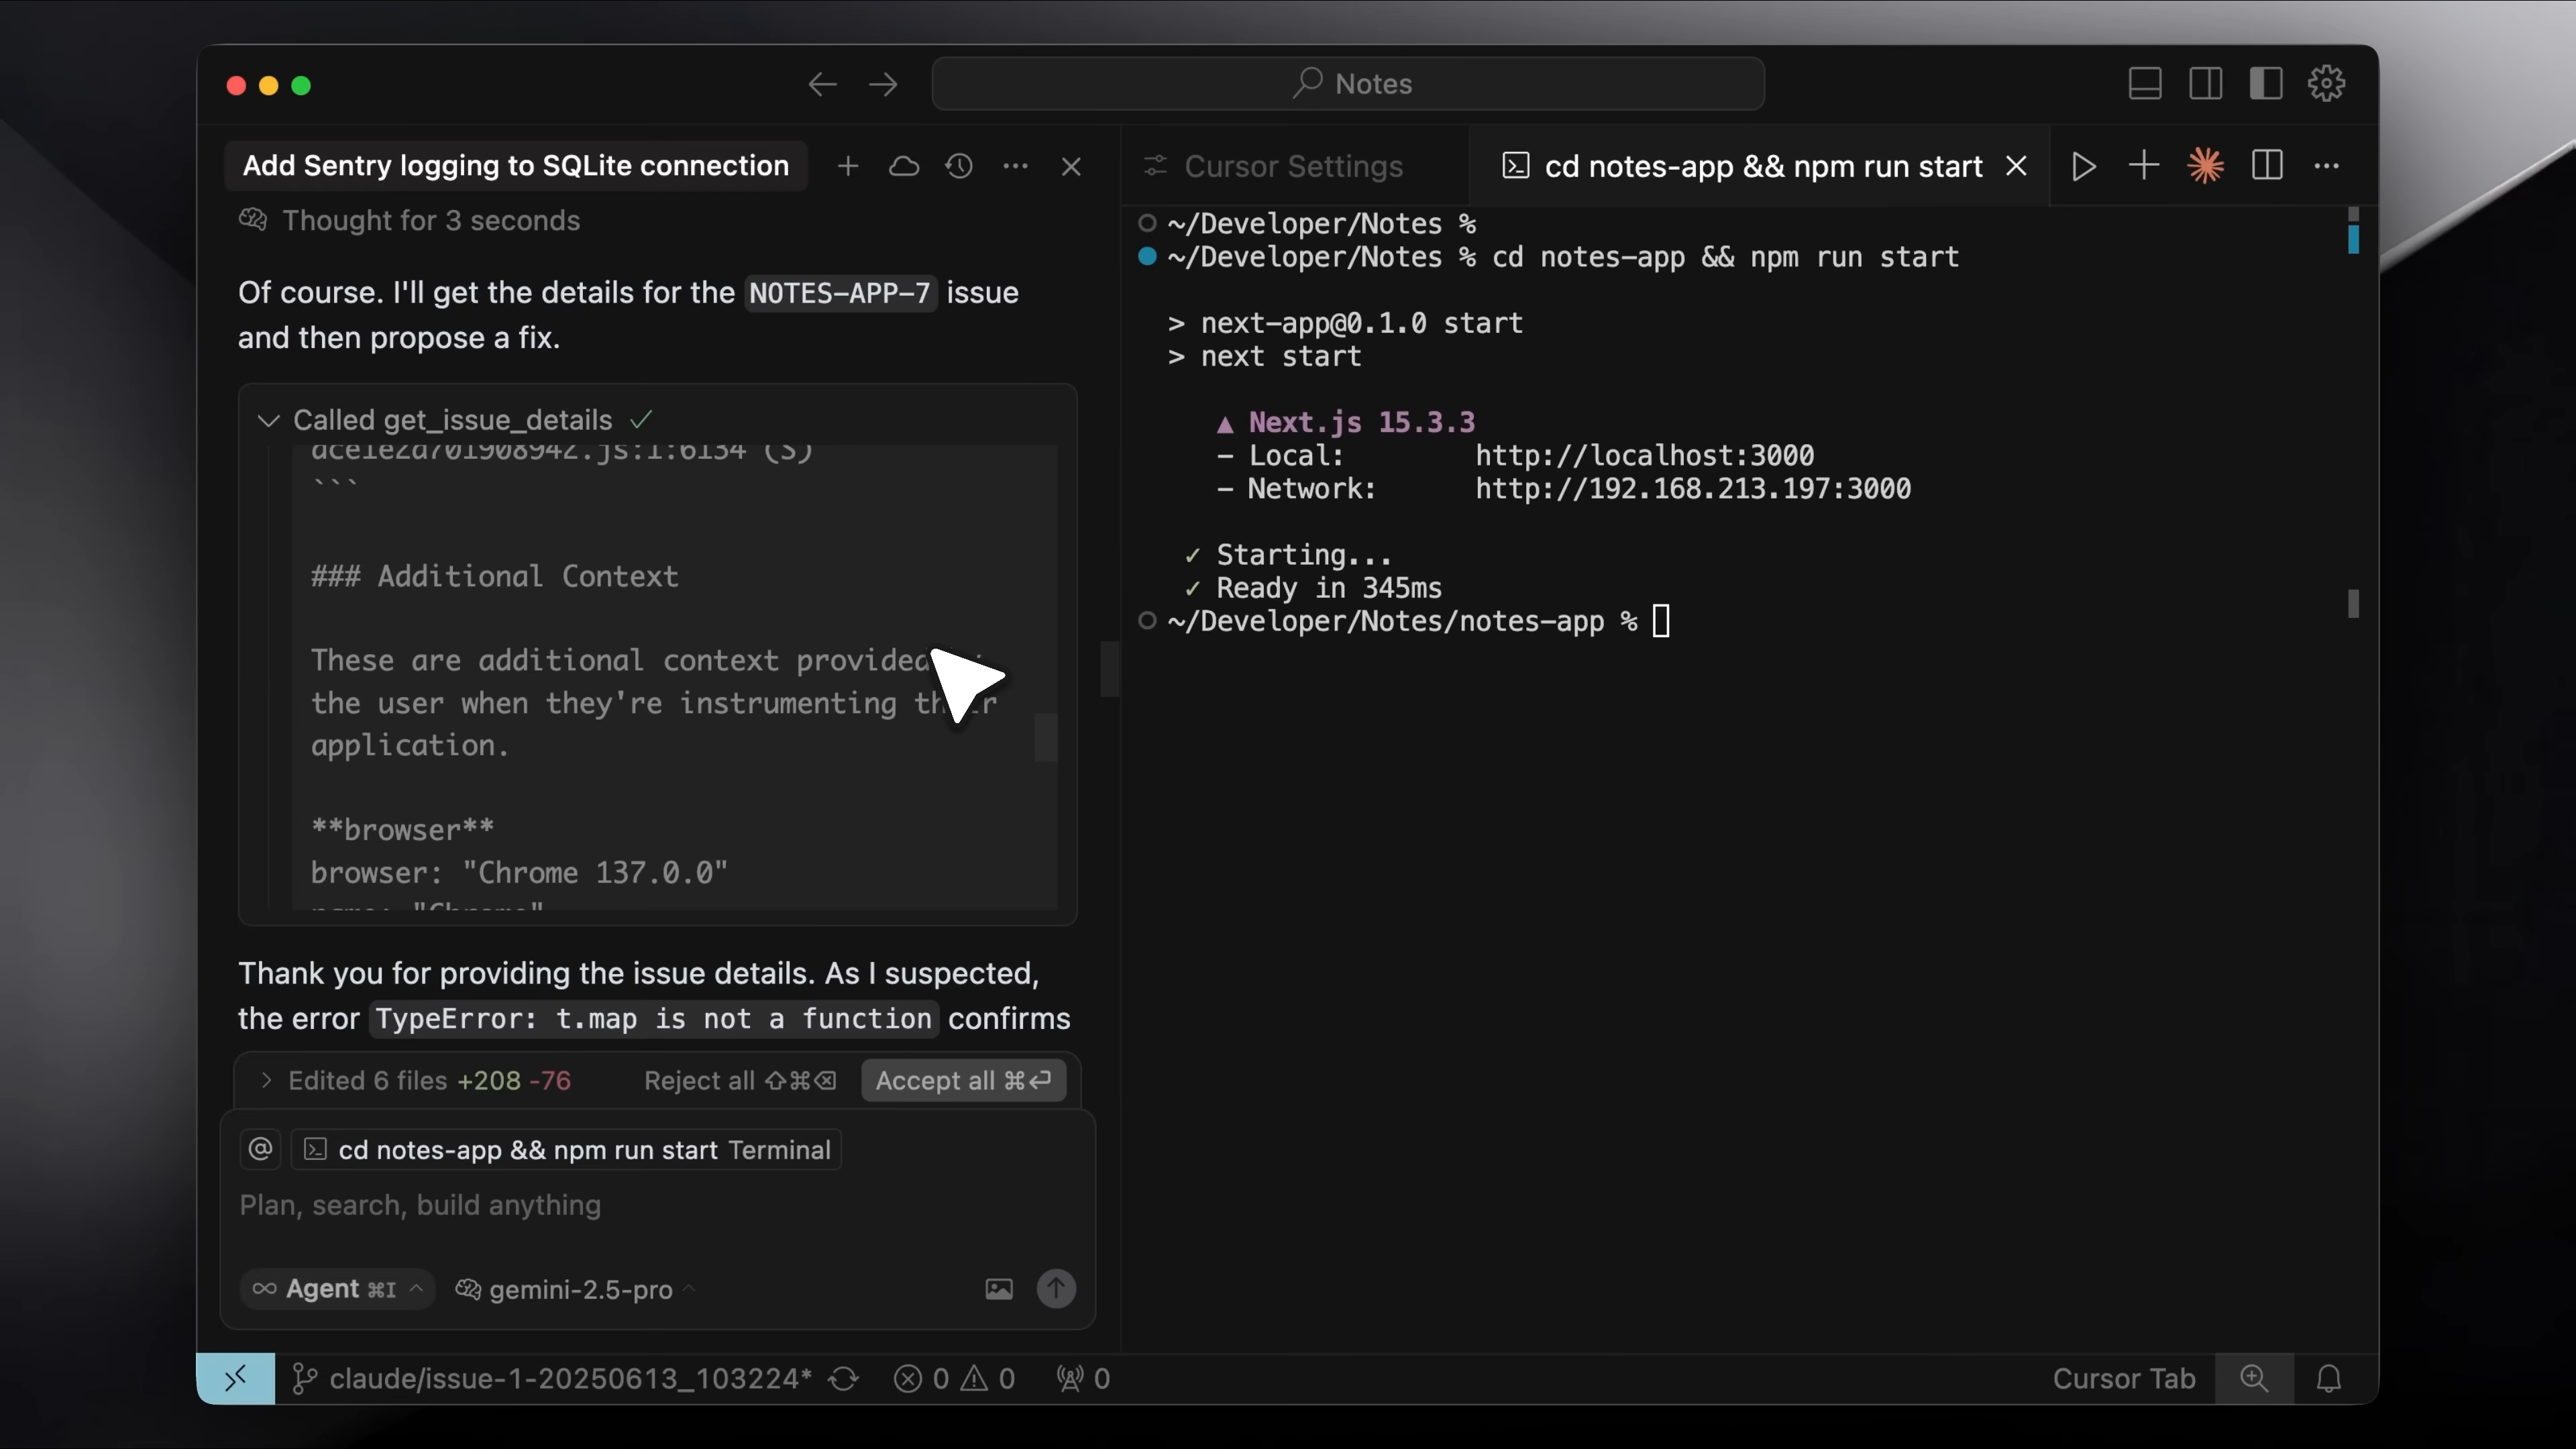 Notes
Add Sentry logging to SQLite connection
Thought for 3 seconds
Of course. I'll get the details for the NOTES-APP-7 issue
and then propose a fix.
Called get_issue_details
ace1e2d701908942.js:1:6134 (S)
```
### Additional Context
These are additional context provided
the user when they're instrumenting their
application.
**browser**
browser: "Chrome 137.0.0"
name: "Chrome"
Thank you for providing the issue details. As I suspected,
the error TypeError: t.map is not a function confirms
Edited 6 files +208 -76
Reject all ⇧⌘⌫
Accept all ⌘⏎
@
cd notes-app && npm run start Terminal
Plan, search, build anything
Agent ⌘I
gemini-2.5-pro
Cursor Settings
cd notes-app && npm run start
~/Developer/Notes %
~/Developer/Notes % cd notes-app && npm run start
> next-app@0.1.0 start
> next start
▲ Next.js 15.3.3
- Local: http://localhost:3000
- Network: http://192.168.213.197:3000
✓ Starting...
✓ Ready in 345ms
~/Developer/Notes/notes-app %
claude/issue-1-20250613_103224*
0
0
0
Cursor Tab